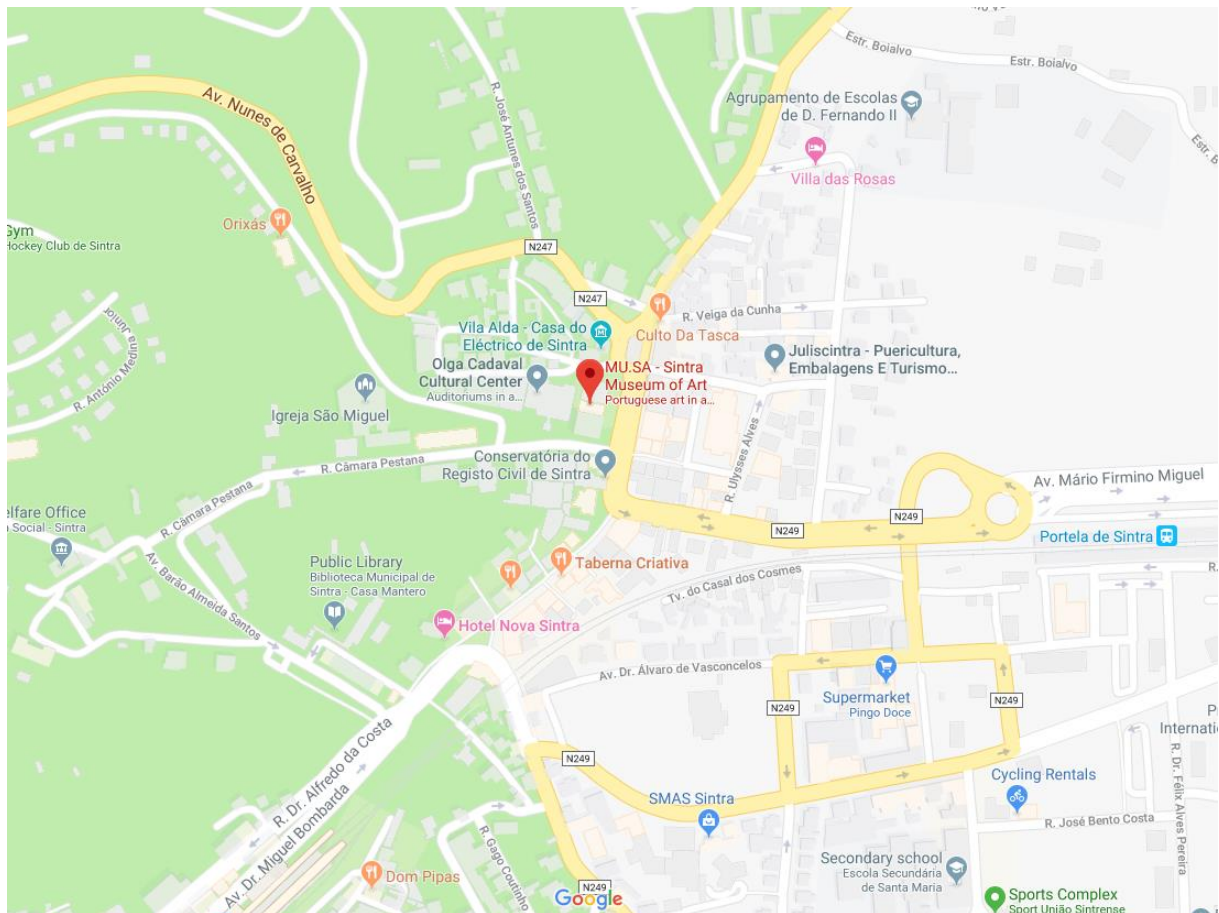 Estr. Boialvo
Estr. Boialvo
Estr. B
Av. Nunes de Carvalho
R. José Antunes dos Santos
Agrupamento de Escolas
de D. Fernando II
Villa das Rosas
Orixás
Gym
Hockey Club de Sintra
N247
N247
R. Veiga da Cunha
Culto Da Tasca
Vila Alda - Casa do
Eléctrico de Sintra
Juliscintra - Puericultura,
Embalagens E Turismo...
Olga Cadaval
Cultural Center
Auditoriums in a...
MU.SA - Sintra
Museum of Art
Portuguese art in a...
R. António Medina Júnior
Igreja São Miguel
R. Ulysses Alves
Conservatória do
Registo Civil de Sintra
R. Câmara Pestana
R. Câmara Pestana
Av. Mário Firmino Miguel
N249
N249
elfare Office
o Social - Sintra
Portela de Sintra
Av. Barão Almeida Santos
Public Library
Biblioteca Municipal de
Sintra - Casa Mantero
Taberna Criativa
Tv. do Casal dos Cosmes
R.
Hotel Nova Sintra
Av. Dr. Álvaro de Vasconcelos
Supermarket
Pingo Doce
N249
N249
P
Internati
R. Dr. Alfredo da Costa
Av. Dr. Miguel Bombarda
N249
Cycling Rentals
SMAS Sintra
R. José Bento Costa
R. Dr. Félix Alves Pereira
R. Gago Coutinho
Dom Pipas
Secondary school
Escola Secundária
de Santa Maria
N249
Google
Sports Complex
Sport União Sintrense